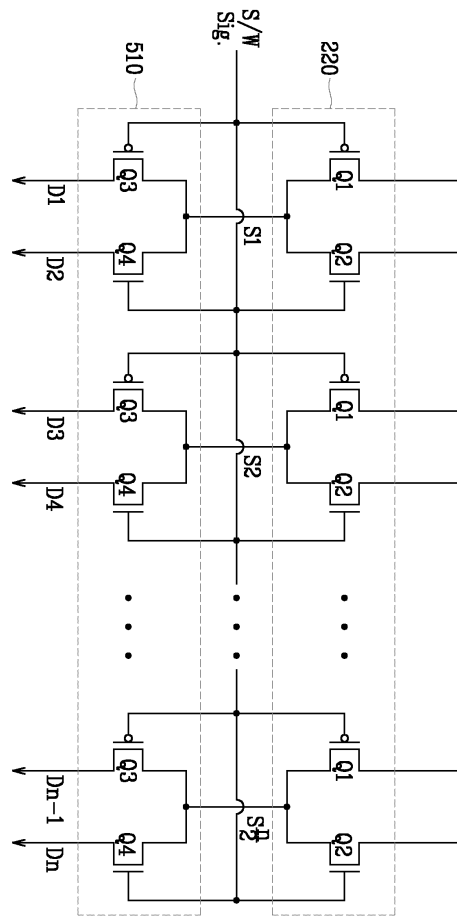 220
Q1 Q2 Q1 Q2 Q1 Q2
S/W
Sig.
S1 S2 S n/2
510
Q3 Q4 Q3 Q4 Q3 Q4
D1 D2 D3 D4 Dn-1 Dn